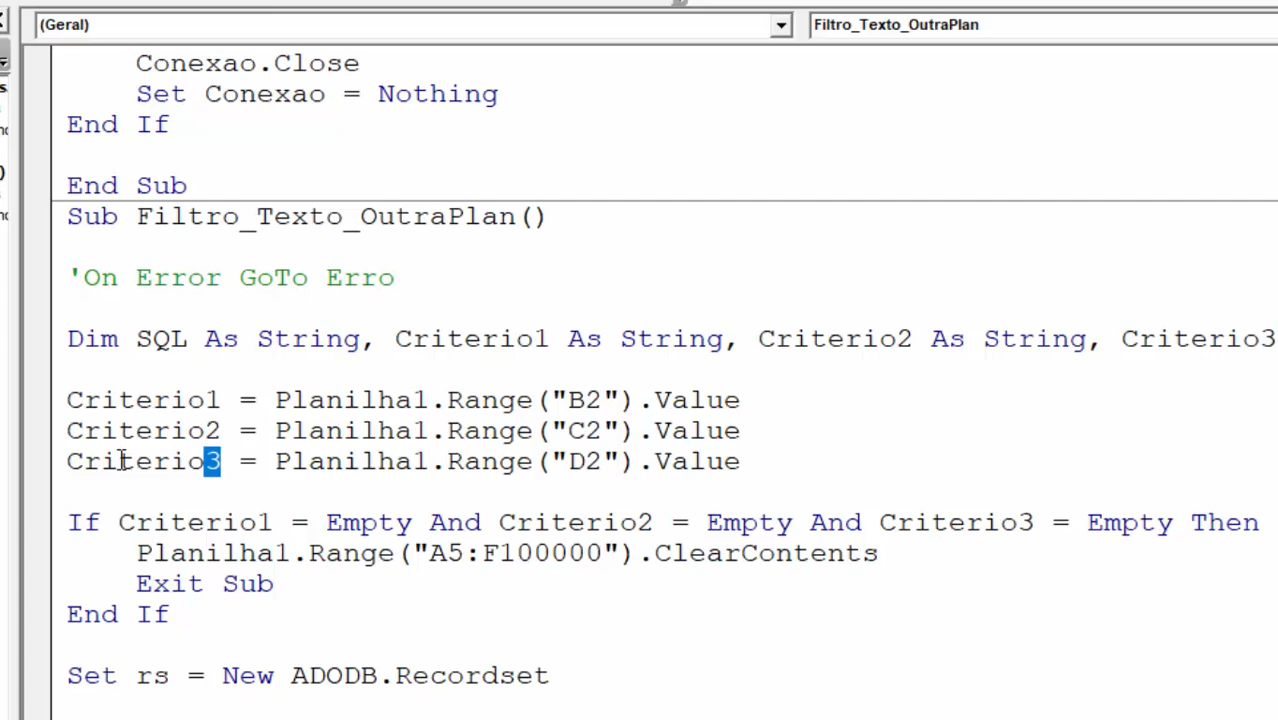 (Geral)
Filtro_Texto_OutraPlan
Conexao.Close
Set Conexao = Nothing
End If
End Sub
Sub Filtro_Texto_OutraPlan()
'On Error GoTo Erro
Dim SQL As String, Criterio1 As String, Criterio2 As String, Criterio3
Criterio1 = Planilha1.Range("B2").Value
Criterio2 = Planilha1.Range("C2").Value
Criterio3 = Planilha1.Range("D2").Value
If Criterio1 = Empty And Criterio2 = Empty And Criterio3 = Empty Then
Planilha1.Range("A5:F100000").ClearContents
Exit Sub
End If
Set rs = New ADODB.Recordset